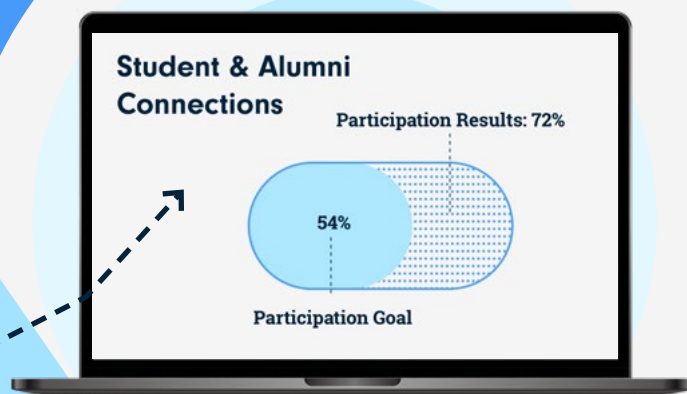 Student & Alumni
Connections
Participation Results: 72%
54%
Participation Goal